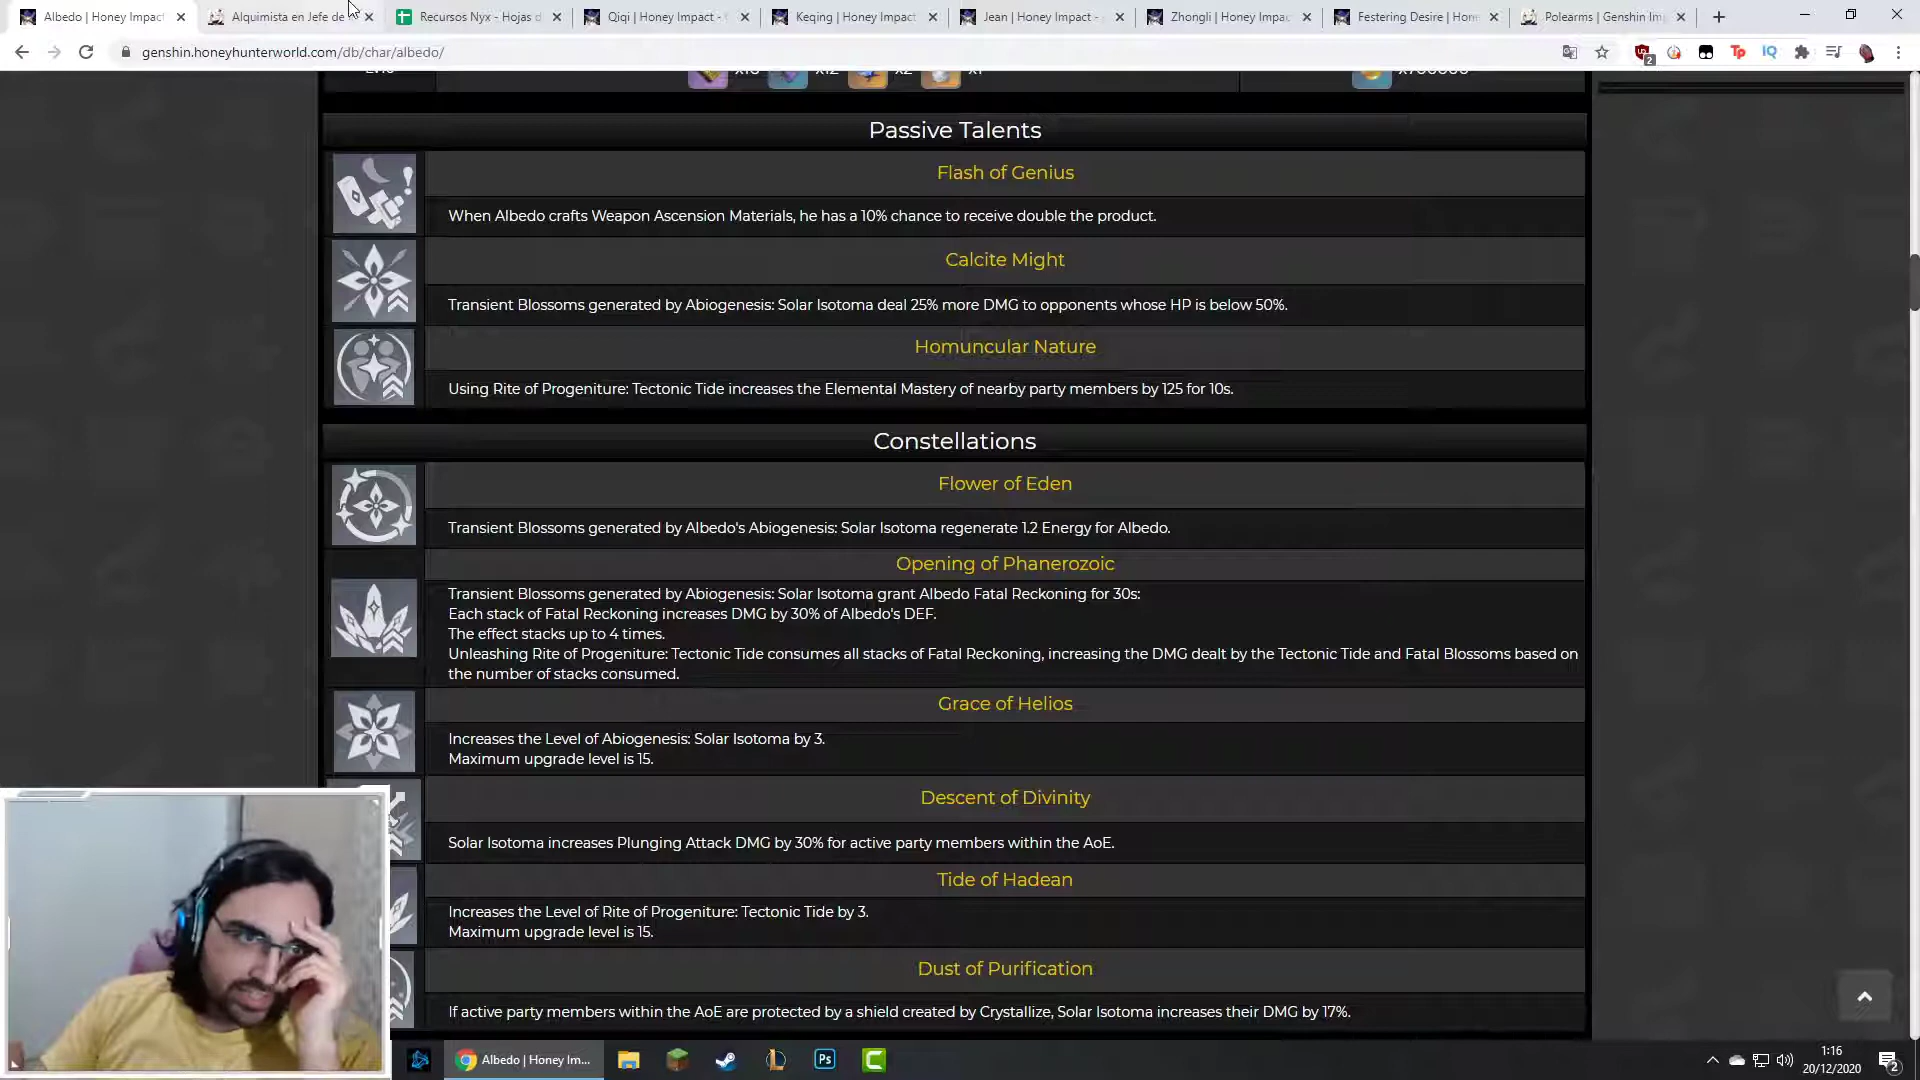 Albedo | Honey Impact
Alquimista en Jefe de
Recursos Nyx - Hojas d
Qiqi | Honey Impact -
Keqing | Honey Impact
Jean | Honey Impact -
Zhongli | Honey Impac
Festering Desire | Hon
Polearms | Genshin Im
genshin.honeyhunterworld.com/db/char/albedo/
2
Passive Talents
Flash of Genius
When Albedo crafts Weapon Ascension Materials, he has a 10% chance to receive double the product.
Calcite Might
Transient Blossoms generated by Abiogenesis: Solar Isotoma deal 25% more DMG to opponents whose HP is below 50%.
Homuncular Nature
Using Rite of Progeniture: Tectonic Tide increases the Elemental Mastery of nearby party members by 125 for 10s.
Constellations
Flower of Eden
Transient Blossoms generated by Albedo's Abiogenesis: Solar Isotoma regenerate 1.2 Energy for Albedo.
Opening of Phanerozoic
Transient Blossoms generated by Abiogenesis: Solar Isotoma grant Albedo Fatal Reckoning for 30s:
Each stack of Fatal Reckoning increases DMG by 30% of Albedo's DEF.
The effect stacks up to 4 times.
Unleashing Rite of Progeniture: Tectonic Tide consumes all stacks of Fatal Reckoning, increasing the DMG dealt by the Tectonic Tide and Fatal Blossoms based on
the number of stacks consumed.
Grace of Helios
Increases the Level of Abiogenesis: Solar Isotoma by 3.
Maximum upgrade level is 15.
Descent of Divinity
Solar Isotoma increases Plunging Attack DMG by 30% for active party members within the AoE.
Tide of Hadean
Increases the Level of Rite of Progeniture: Tectonic Tide by 3.
Maximum upgrade level is 15.
Dust of Purification
If active party members within the AoE are protected by a shield created by Crystallize, Solar Isotoma increases their DMG by 17%.
Albedo | Honey Im...
Ps
1:16
20/12/2020
2